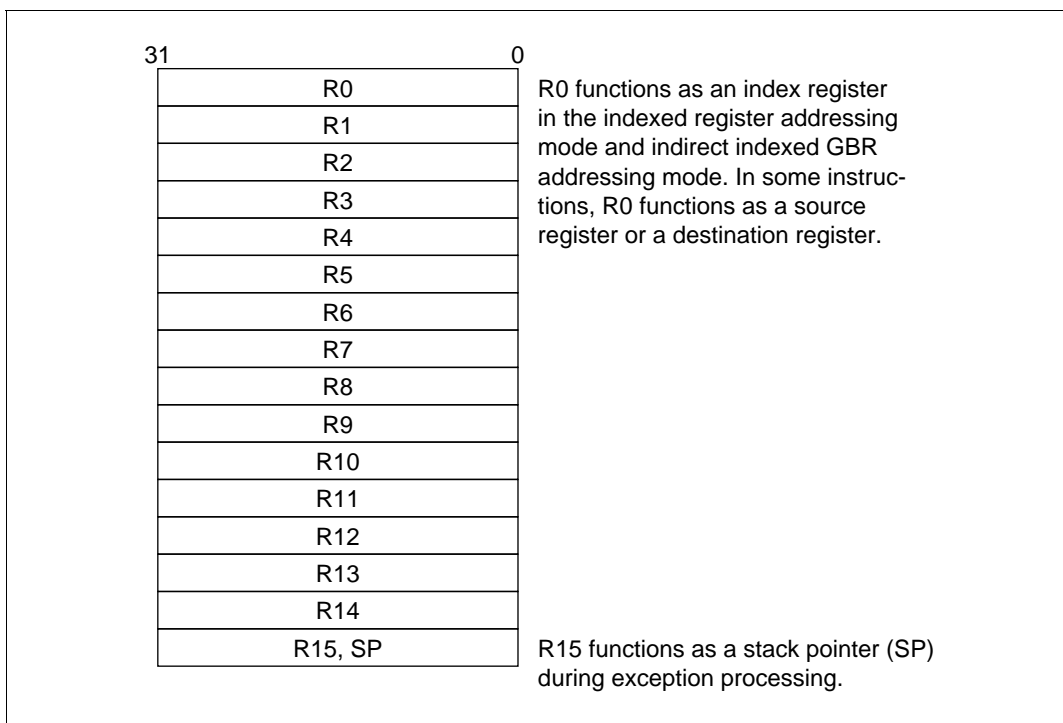 31 0
R0
R1
R2
R3
R4
R5
R6
R7
R8
R9
R10
R11
R12
R13
R14
R15, SP
R0 functions as an index register
in the indexed register addressing
mode and indirect indexed GBR
addressing mode. In some instruc-
tions, R0 functions as a source
register or a destination register.
R15 functions as a stack pointer (SP)
during exception processing.